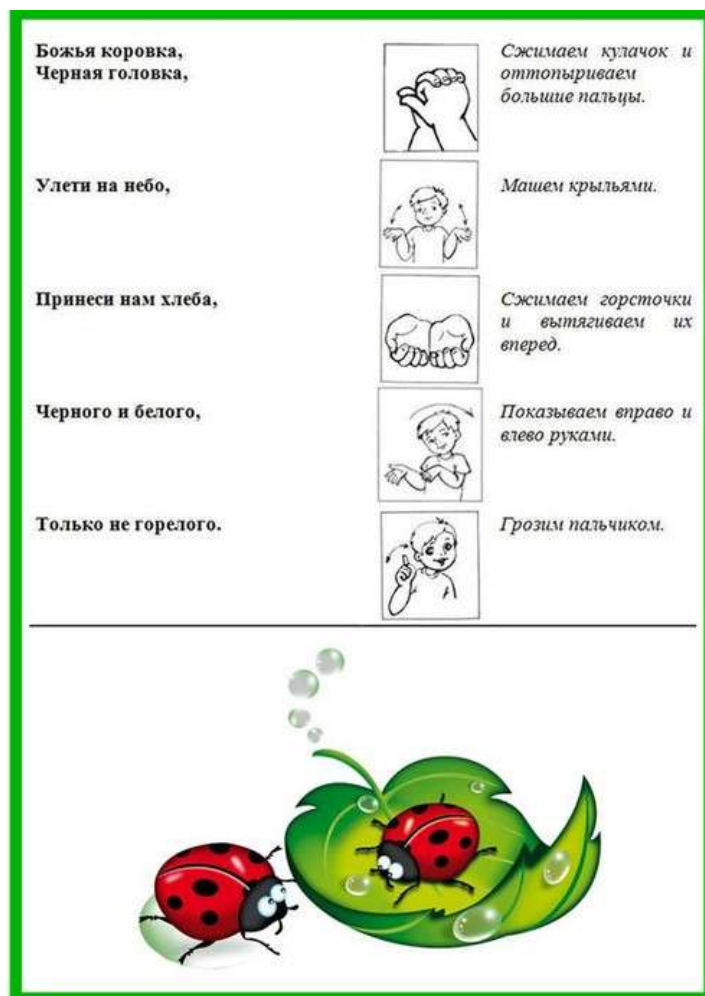 Божья коровка,
Черная головка,
Сжимаем кулачок и
оттопыриваем
большие пальцы.
Улети на небо,
Машем крыльями.
Принеси нам хлеба,
Сжимаем горсточки
и вытягиваем их
вперед.
Черного и белого,
Показываем вправо и
влево руками.
Только не горелого.
Грозим пальчиком.